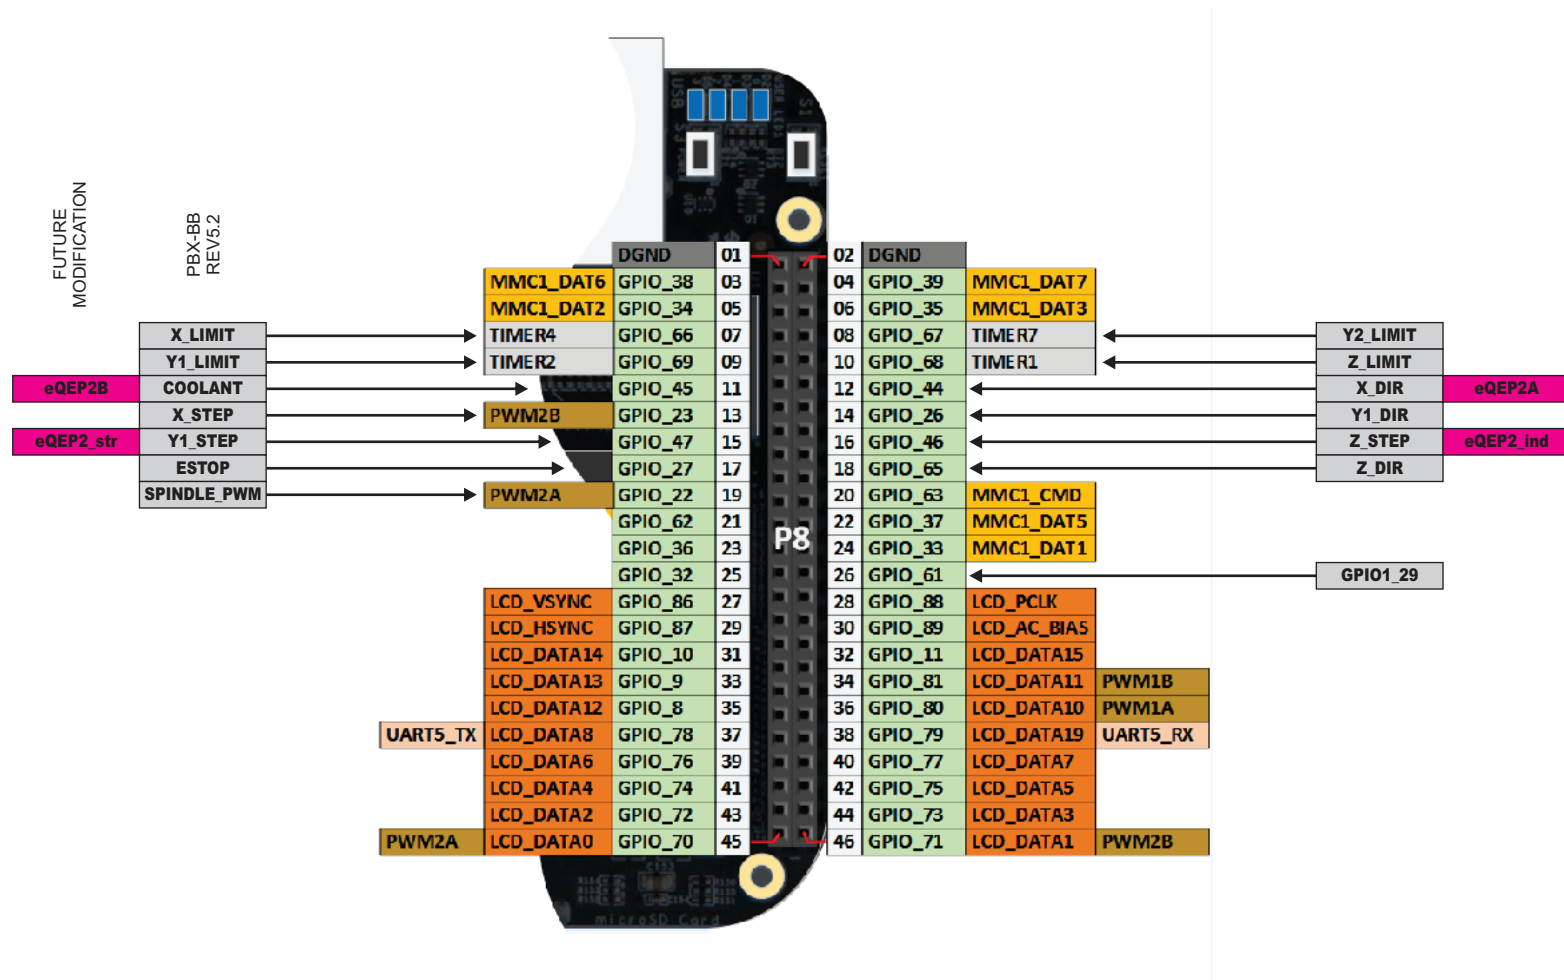 FUTURE
MODIFICATION
PBX-BB
REV5.2
DGND 01 02 DGND
MMC1_DAT6 GPIO_38 03 04 GPIO_39 MMC1_DAT7
MMC1_DAT2 GPIO_34 05 06 GPIO_35 MMC1_DAT3
X_LIMIT TIMER4 GPIO_66 07 08 GPIO_67 TIMER7 Y2_LIMIT
Y1_LIMIT TIMER2 GPIO_69 09 10 GPIO_68 TIMER1 Z_LIMIT
eQEP2B COOLANT GPIO_45 11 12 GPIO_44 X_DIR eQEP2A
X_STEP PWM2B GPIO_23 13 14 GPIO_26 Y1_DIR
eQEP2_str Y1_STEP GPIO_47 15 16 GPIO_46 Z_STEP eQEP2_ind
ESTOP GPIO_27 17 18 GPIO_65 Z_DIR
SPINDLE_PWM PWM2A GPIO_22 19 20 GPIO_63 MMC1_CMD
GPIO_62 21 22 GPIO_37 MMC1_DAT5
P8
GPIO_36 23 24 GPIO_33 MMC1_DAT1
GPIO_32 25 26 GPIO_61 GPIO1_29
LCD_VSYNC GPIO_86 27 28 GPIO_88 LCD_PCLK
LCD_HSYNC GPIO_87 29 30 GPIO_89 LCD_AC_BIAS
LCD_DATA14 GPIO_10 31 32 GPIO_11 LCD_DATA15
LCD_DATA13 GPIO_9 33 34 GPIO_81 LCD_DATA11 PWM1B
LCD_DATA12 GPIO_8 35 36 GPIO_80 LCD_DATA10 PWM1A
UART5_TX LCD_DATA8 GPIO_78 37 38 GPIO_79 LCD_DATA19 UART5_RX
LCD_DATA6 GPIO_76 39 40 GPIO_77 LCD_DATA7
LCD_DATA4 GPIO_74 41 42 GPIO_75 LCD_DATA5
LCD_DATA2 GPIO_72 43 44 GPIO_73 LCD_DATA3
PWM2A LCD_DATA0 GPIO_70 45 46 GPIO_71 LCD_DATA1 PWM2B
microSD Card
USB
S3
S1
USER LEDS